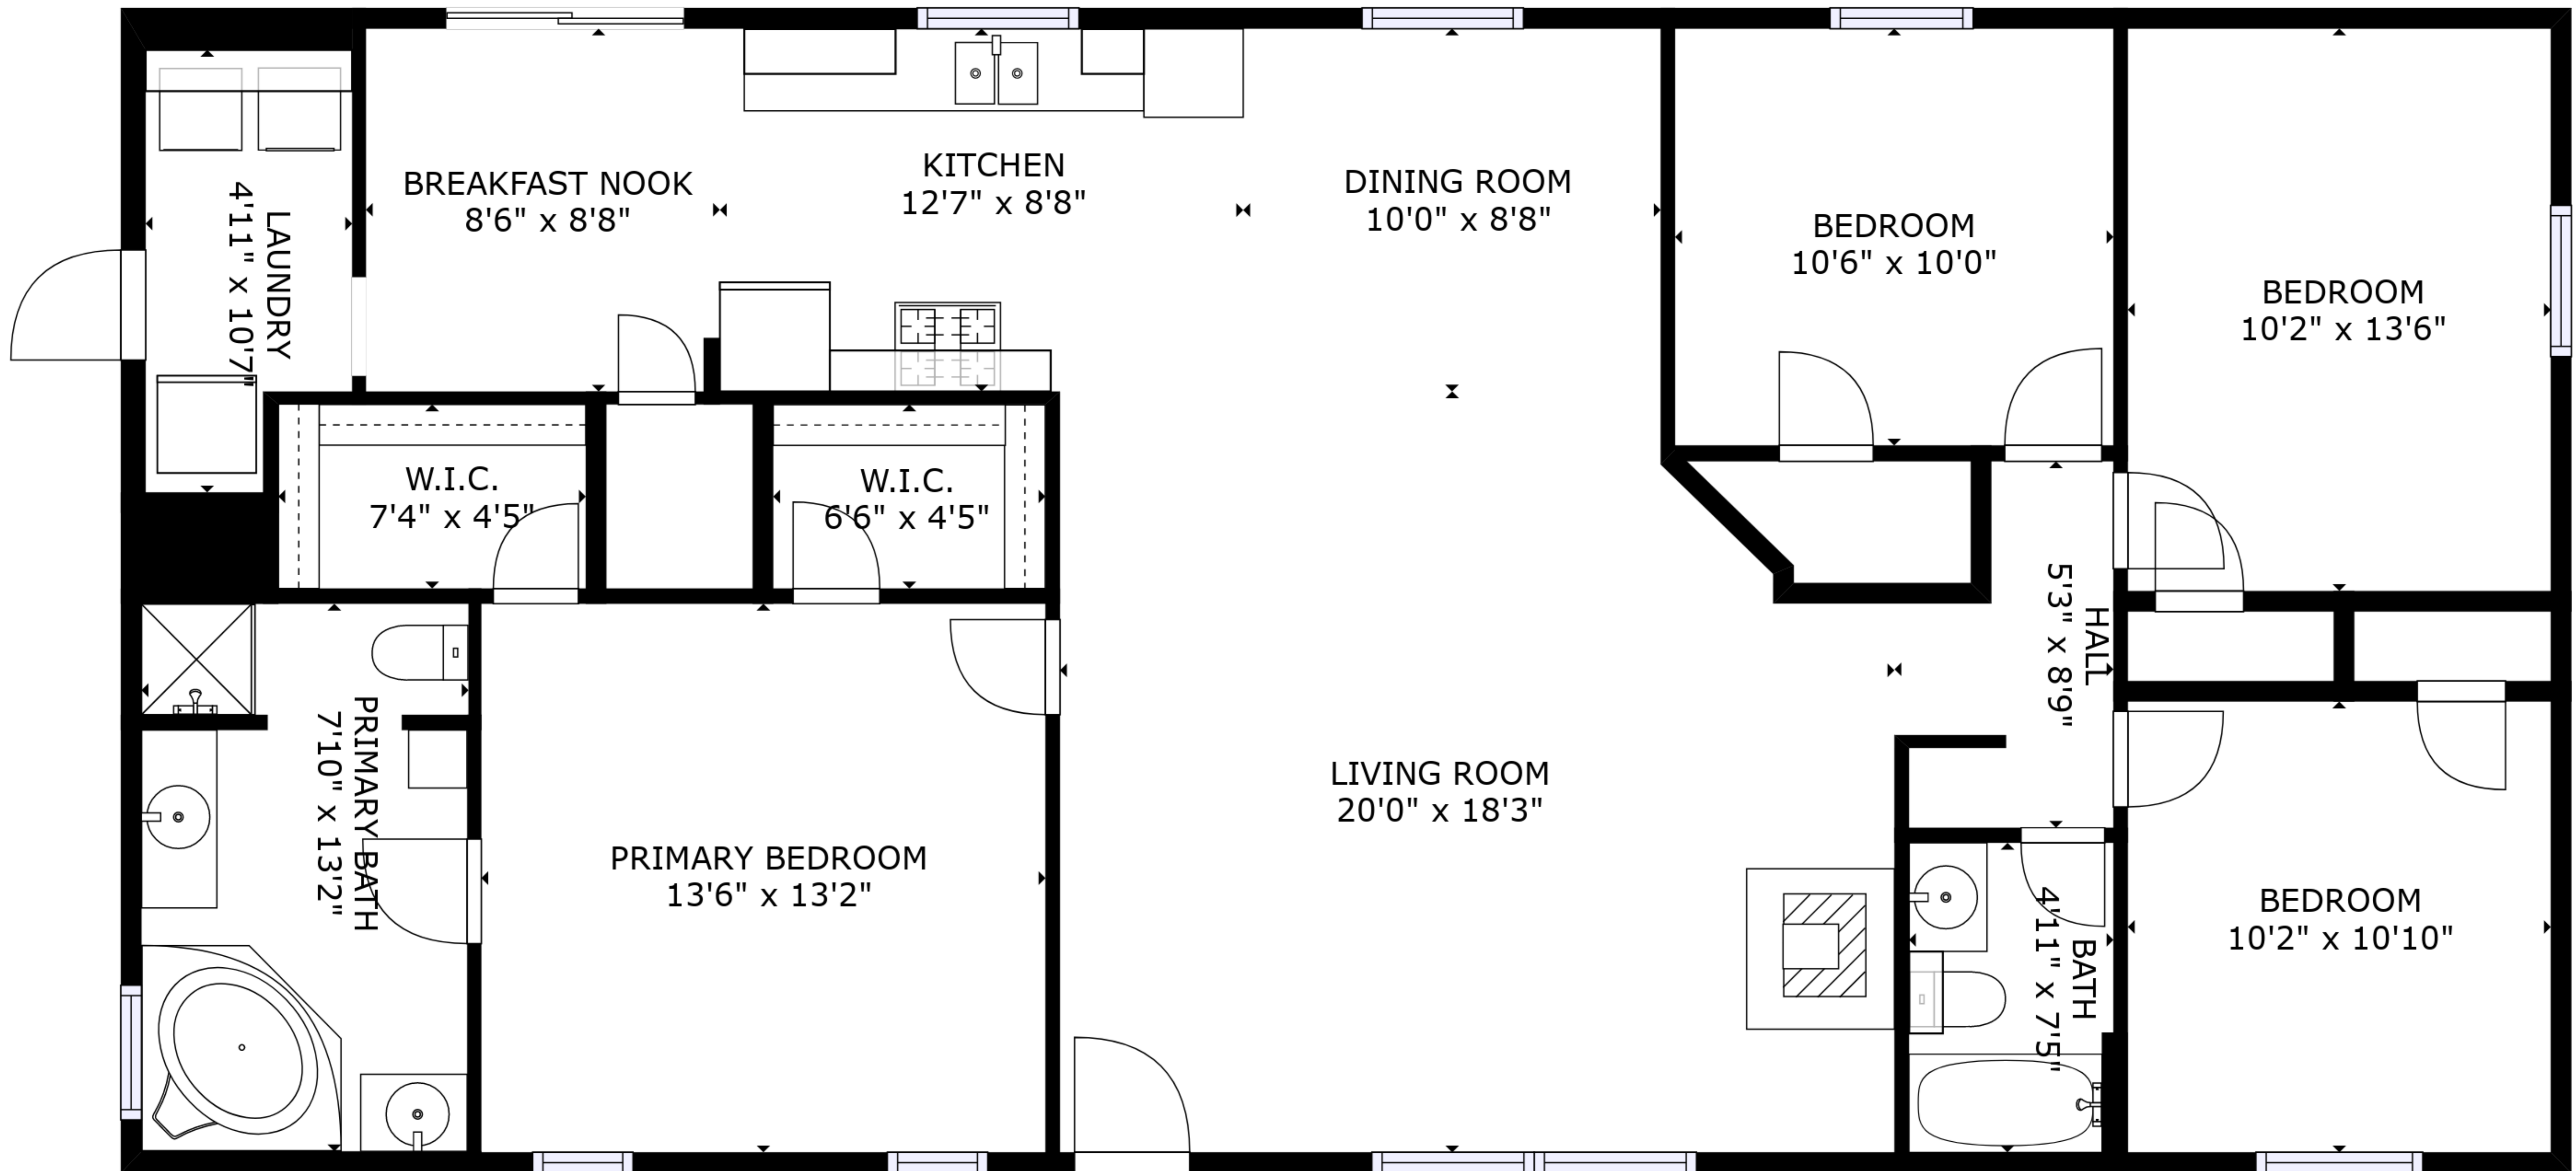 BREAKFAST NOOK
8'6" x 8'8"
KITCHEN
12'7" x 8'8"
DINING ROOM
10'0" x 8'8"
BEDROOM
10'6" x 10'0"
BEDROOM
10'2" x 13'6"
LAUNDRY
4'11" x 10'7"
W.I.C.
7'4" x 4'5"
W.I.C.
6'6" x 4'5"
HALL
5'3" x 8'9"
PRIMARY BATH
7'10" x 13'2"
PRIMARY BEDROOM
13'6" x 13'2"
LIVING ROOM
20'0" x 18'3"
BATH
4'11" x 7'5"
BEDROOM
10'2" x 10'10"